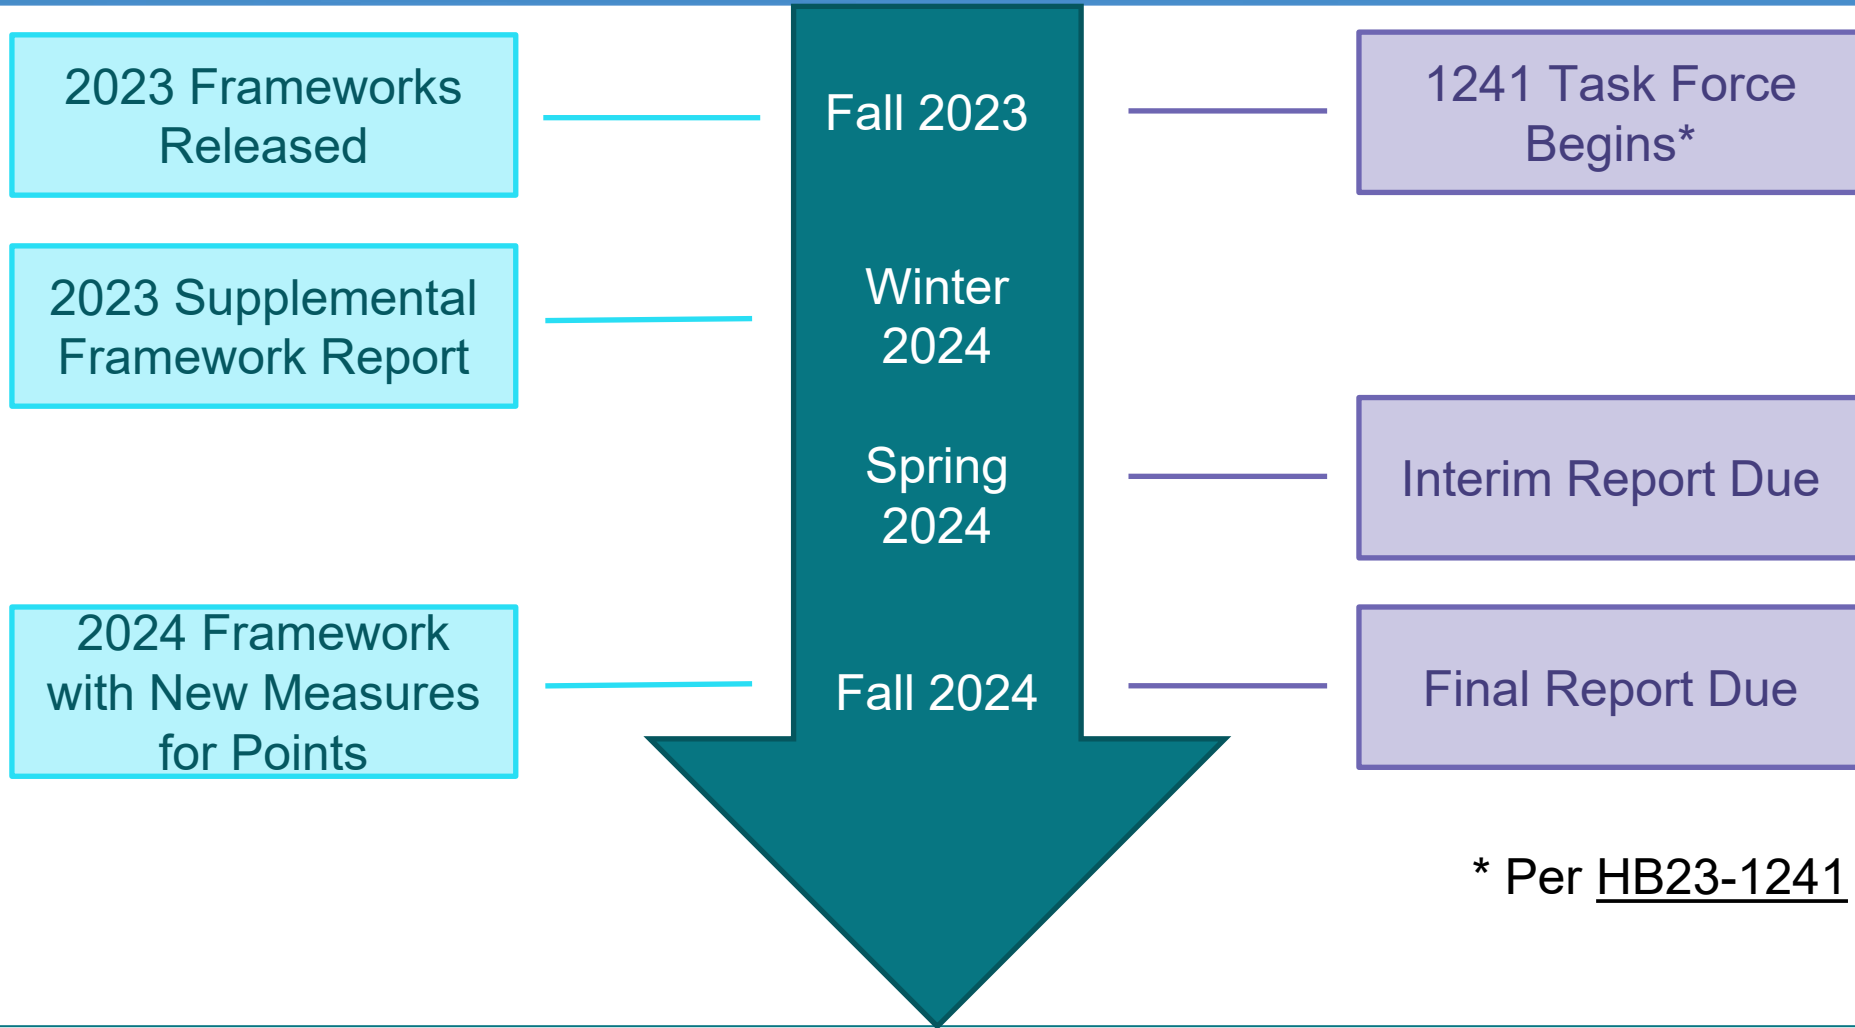 2023 Frameworks
Released
Fall 2023
1241 Task Force
Begins*
2023 Supplemental
Framework Report
Winter
2024
Spring
2024
Interim Report Due
2024 Framework
with New Measures
for Points
Fall 2024
Final Report Due
* Per HB23-1241